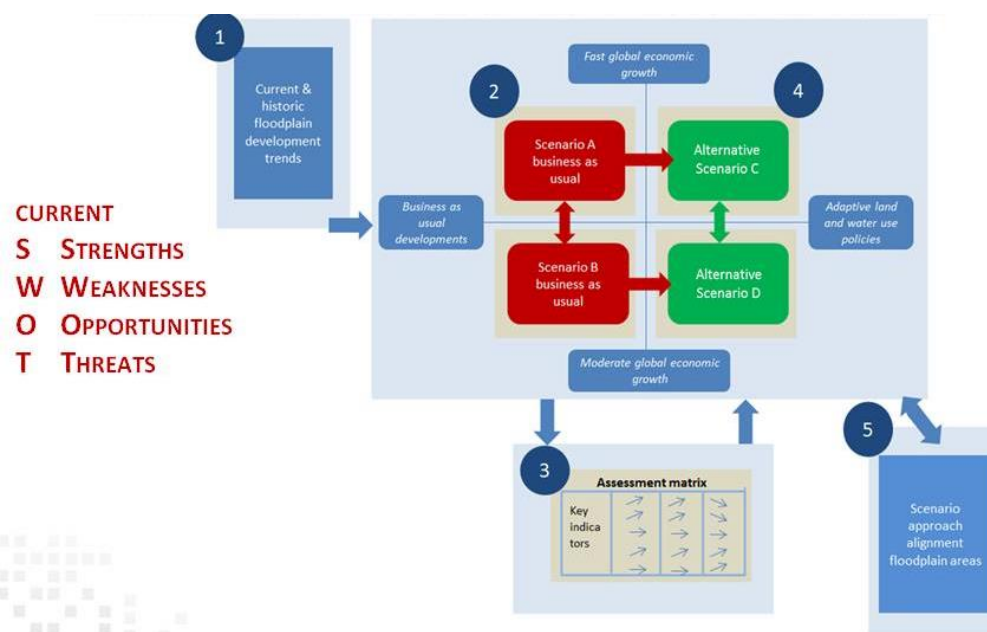 1
Current &
historic
floodplain
development
trends
CURRENT
S STRENGTHS
W WEAKNESSES
O OPPORTUNITIES
T THREATS
Fast global economic
growth
2
4
Scenario A
business as
usual
Alternative
Scenario C
Business as
usual
developments
Adaptive land
and water use
policies
Scenario B
business as
usual
Alternative
Scenario D
Moderate global economic
growth
3
Assessment matrix
Key
indica
tors
5
Scenario
approach
alignment
floodplain areas